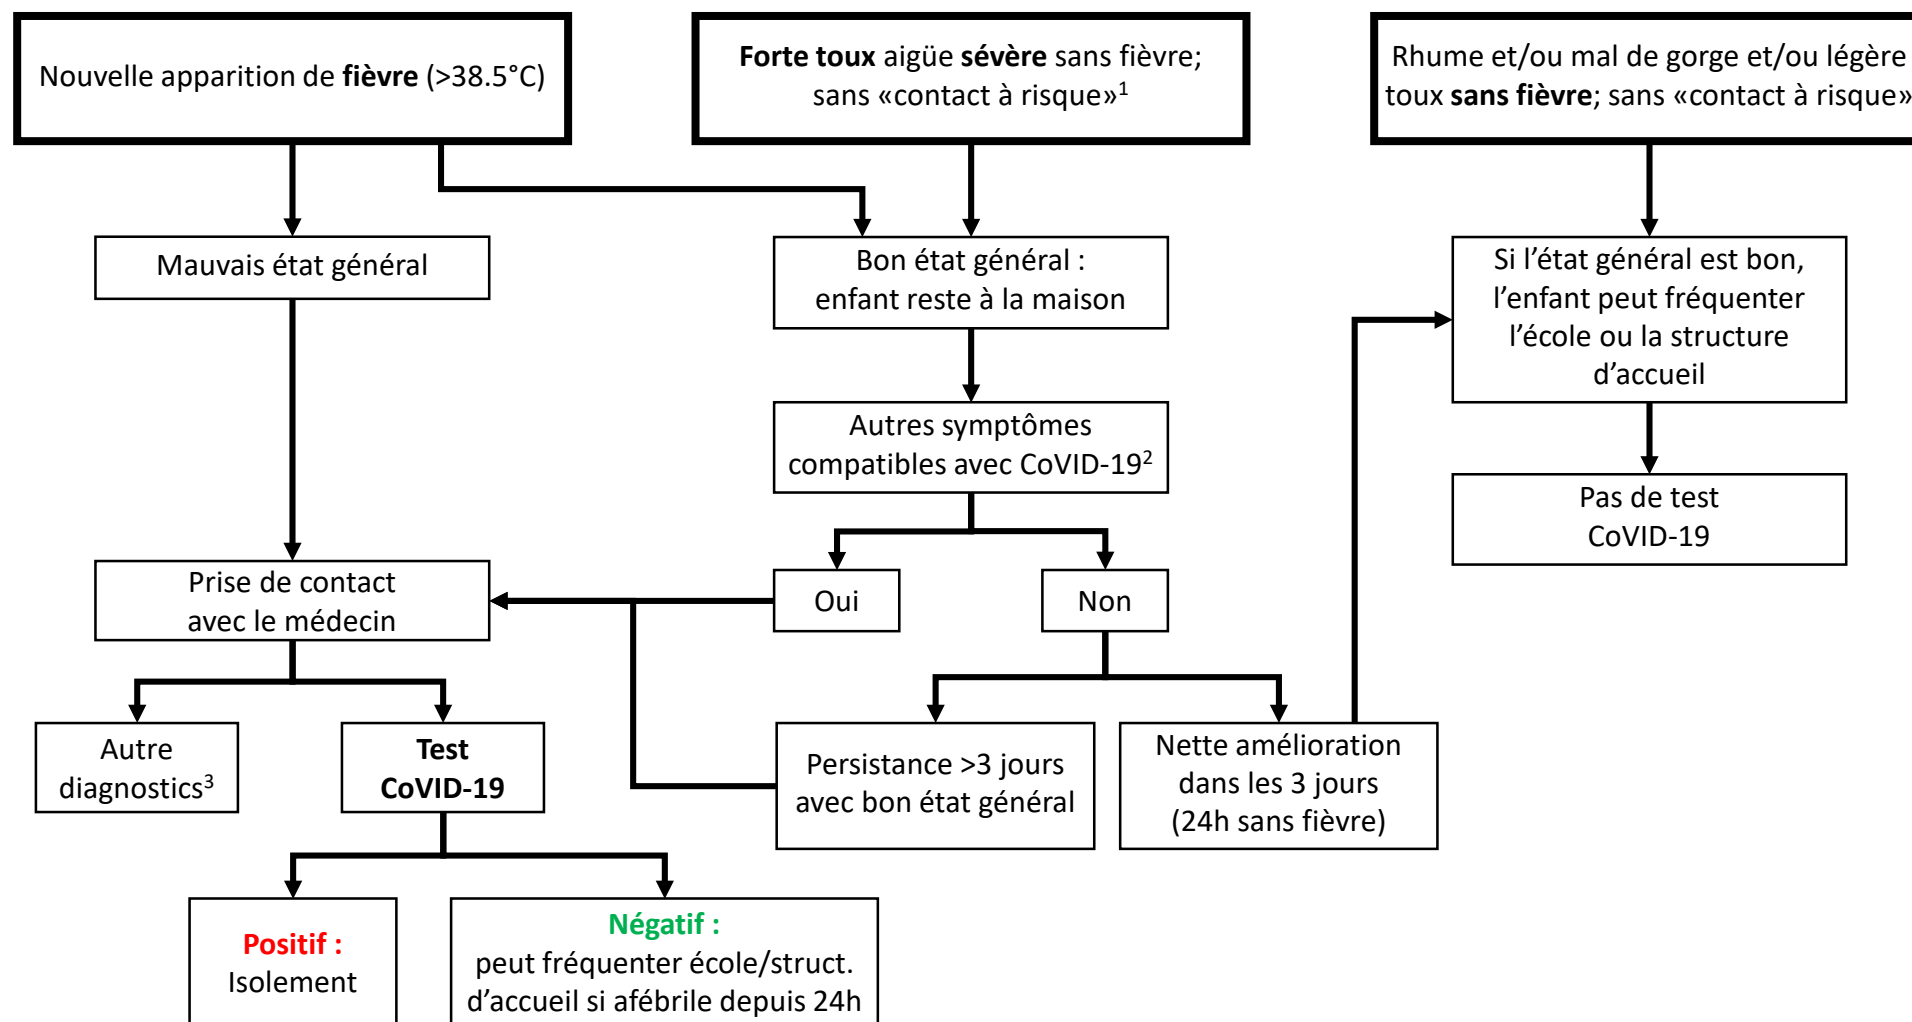 Nouvelle apparition de fièvre (>38.5°C)
Forte toux aigüe sévère sans fièvre;
sans «contact à risque»¹
Rhume et/ou mal de gorge et/ou légère
toux sans fièvre; sans «contact à risque»
Mauvais état général
Bon état général :
enfant reste à la maison
Si l’état général est bon,
l’enfant peut fréquenter
l’école ou la structure
d’accueil
Autres symptômes
compatibles avec CoVID-19²
Pas de test
CoVID-19
Prise de contact
avec le médecin
Oui
Non
Autre
diagnostics³
Test
CoVID-19
Persistance >3 jours
avec bon état général
Nette amélioration
dans les 3 jours
(24h sans fièvre)
Positif :
Isolement
Négatif :
peut fréquenter école/struct.
d’accueil si afébrile depuis 24h